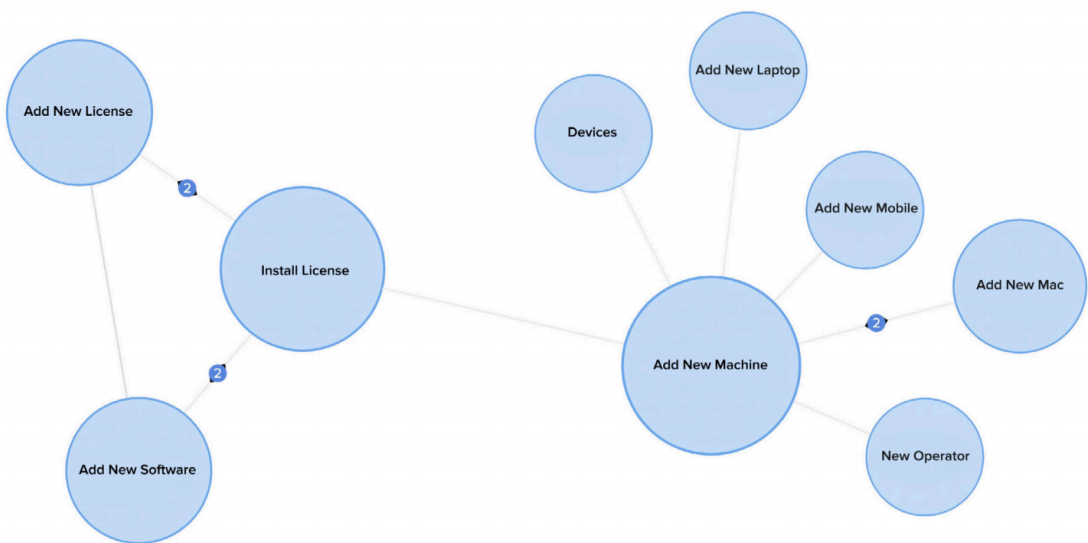 Add New Laptop
Add New License
Devices
2
Add New Mobile
Install License
Add New Mac
2
Add New Machine
2
New Operator
Add New Software